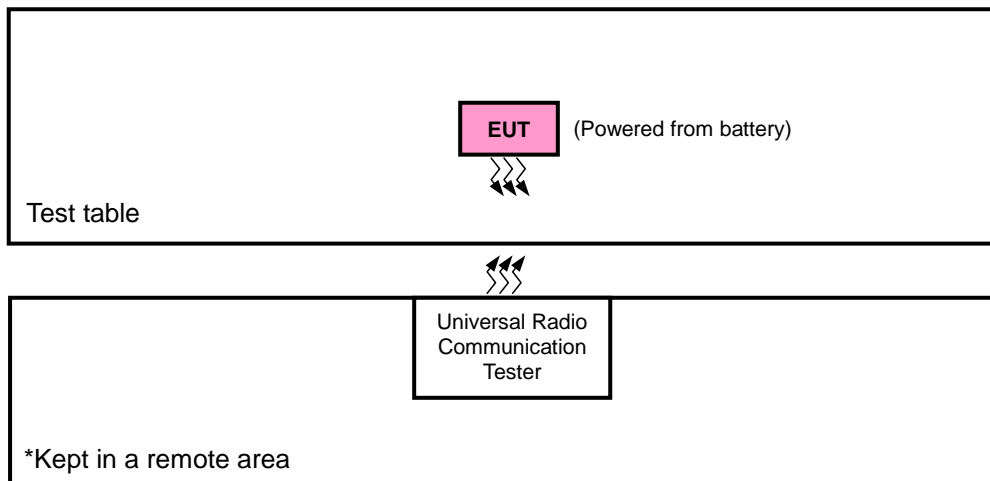 EUT
(Powered from battery)
Test table
Universal Radio
Communication
Tester
*Kept in a remote area